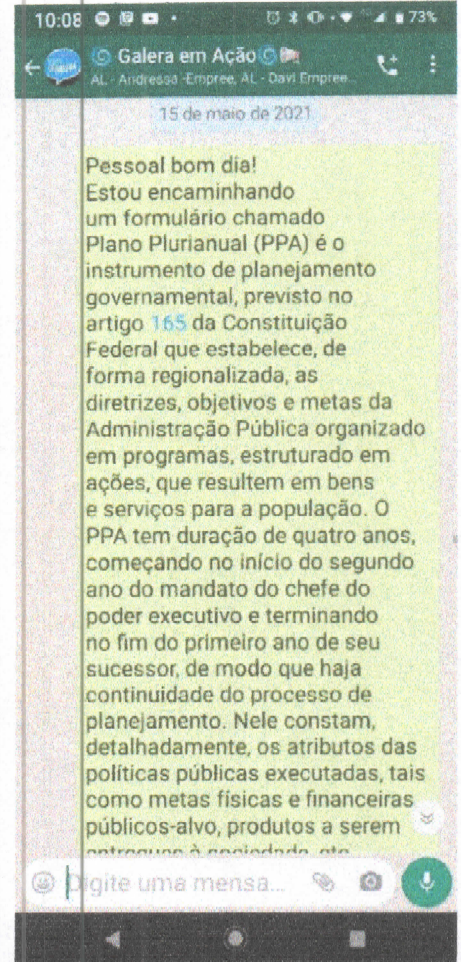 10:08
73%
Galera em Ação
AL - Andressa -Empree, AL - Davi Empree...
15 de maio de 2021
Pessoal bom dia!
Estou encaminhando
um formulário chamado
Plano Plurianual (PPA) é o
instrumento de planejamento
governamental, previsto no
artigo 165 da Constituição
Federal que estabelece, de
forma regionalizada, as
diretrizes, objetivos e metas da
Administração Pública organizado
em programas, estruturado em
ações, que resultem em bens
e serviços para a população. O
PPA tem duração de quatro anos,
começando no início do segundo
ano do mandato do chefe do
poder executivo e terminando
no fim do primeiro ano de seu
sucessor, de modo que haja
continuidade do processo de
planejamento. Nele constam,
detalhadamente, os atributos das
políticas públicas executadas, tais
como metas físicas e financeiras
públicos-alvo, produtos a serem
entregues à sociedade, etc
Digite uma mensa...